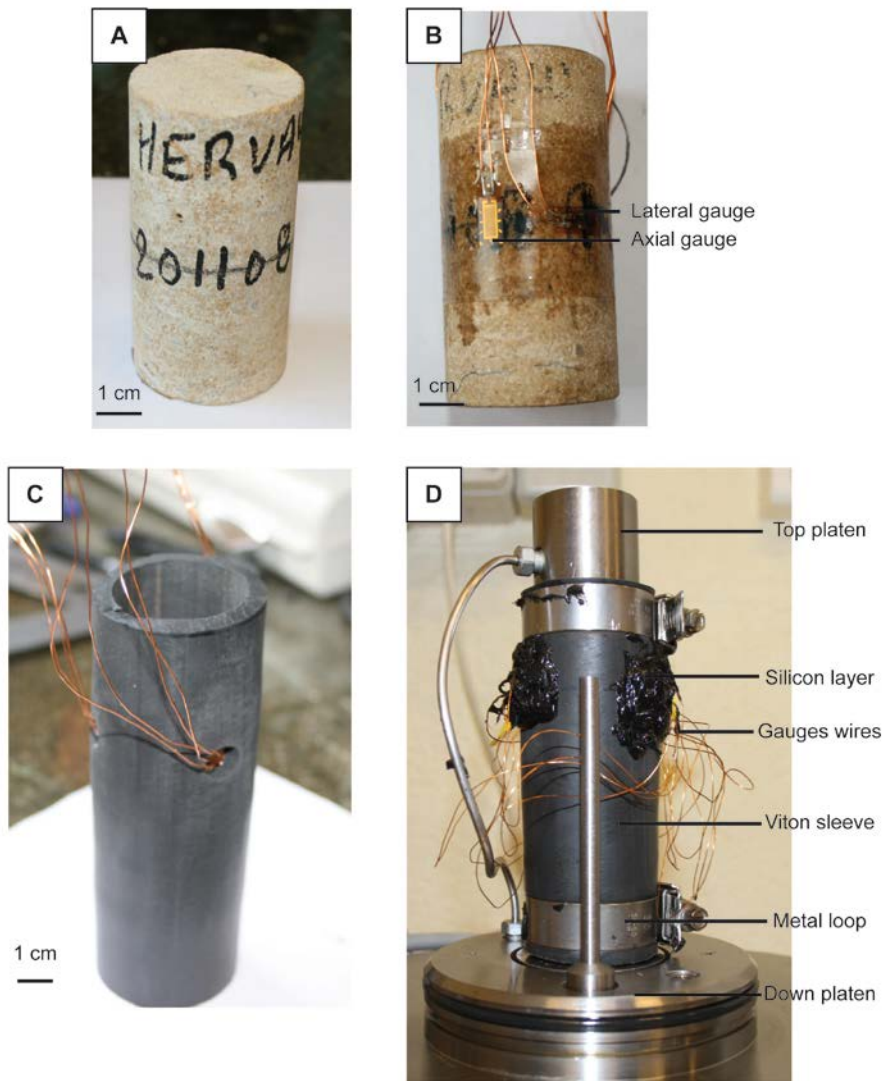 A
HERVA
201108
1 cm
B
Lateral gauge
Axial gauge
1 cm
C
1 cm
D
Top platen
Silicon layer
Gauges wires
Viton sleeve
Metal loop
Down platen